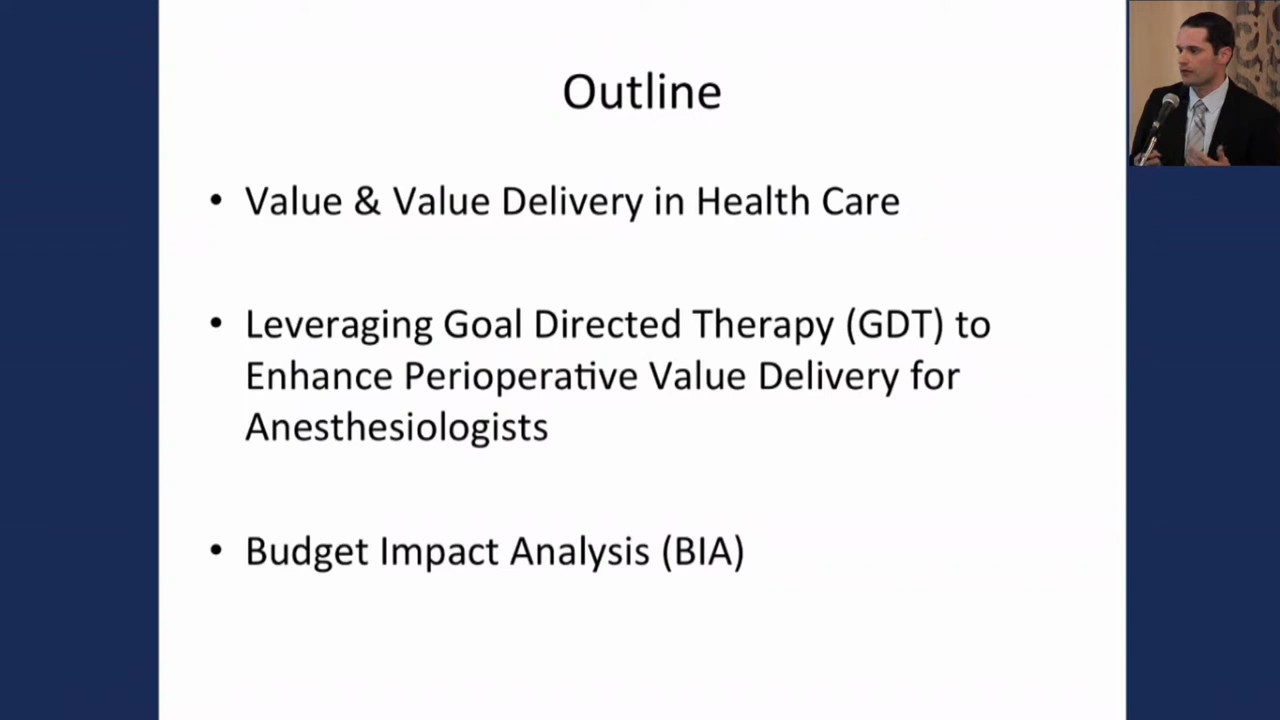 Outline
• Value & Value Delivery in Health Care
• Leveraging Goal Directed Therapy (GDT) to
Enhance Perioperative Value Delivery for
Anesthesiologists
• Budget Impact Analysis (BIA)